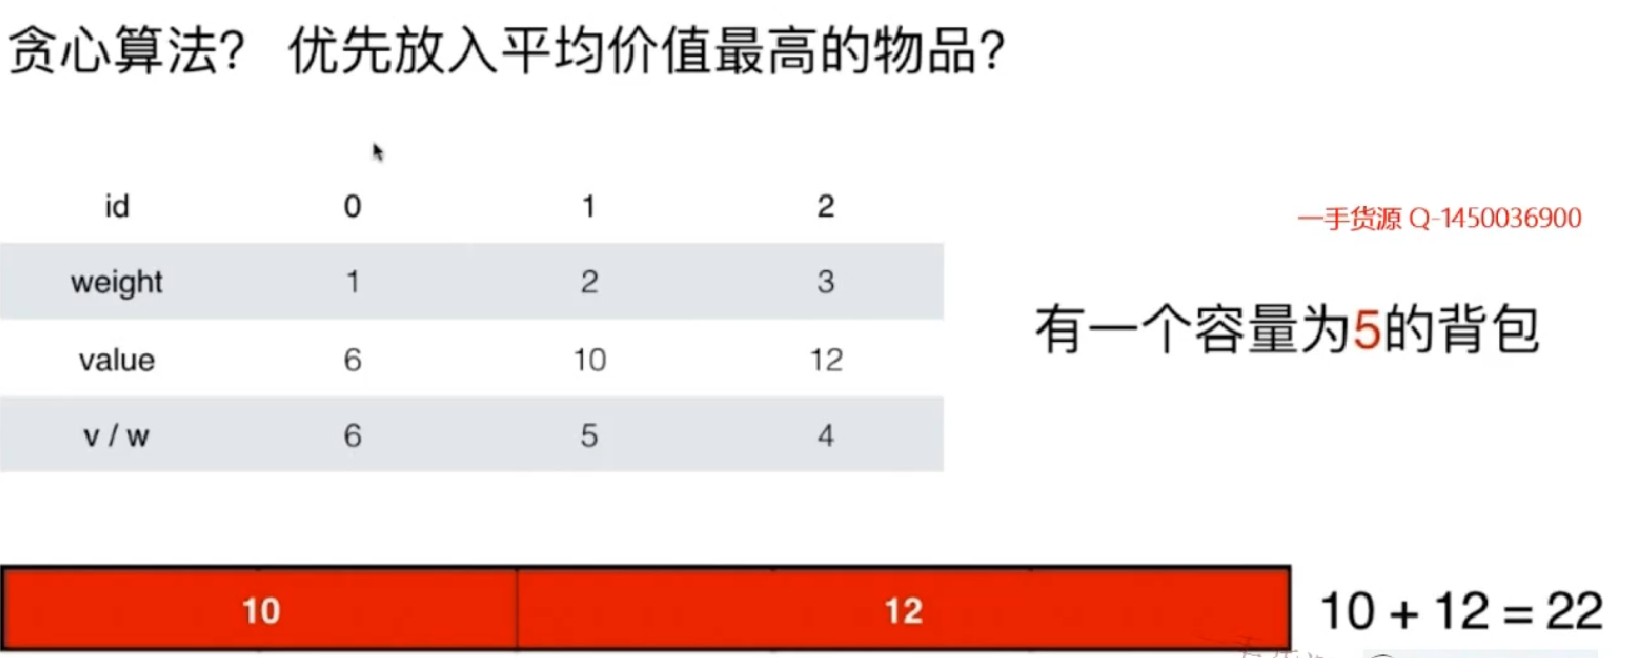 贪心算法? 优先放入平均价值最高的物品?
id 0 1 2
一手货源 Q-1450036900
weight 1 2 3
有一个容量为5的背包
value 6 10 12
v / w 6 5 4
10 12 10 + 12 = 22